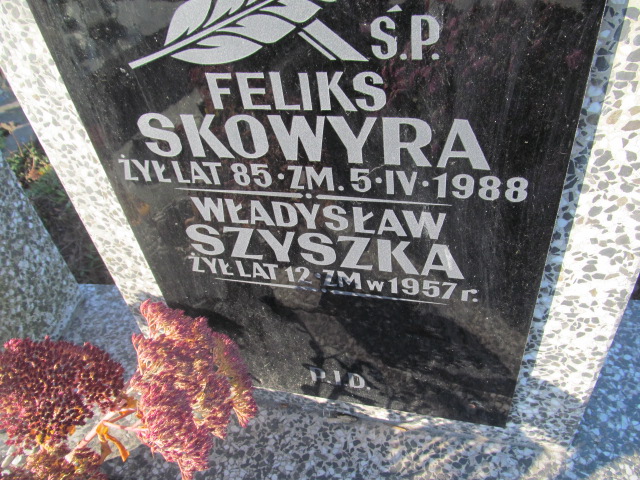 Ś.P.
FELIKS
SKOWYRA
ŻYŁ LAT 85·ZM. 5·IV·1988
WŁADYSŁAW
SZYSZKA
ŻYŁ LAT 12·ZM w 1957 r.
P.I.D.